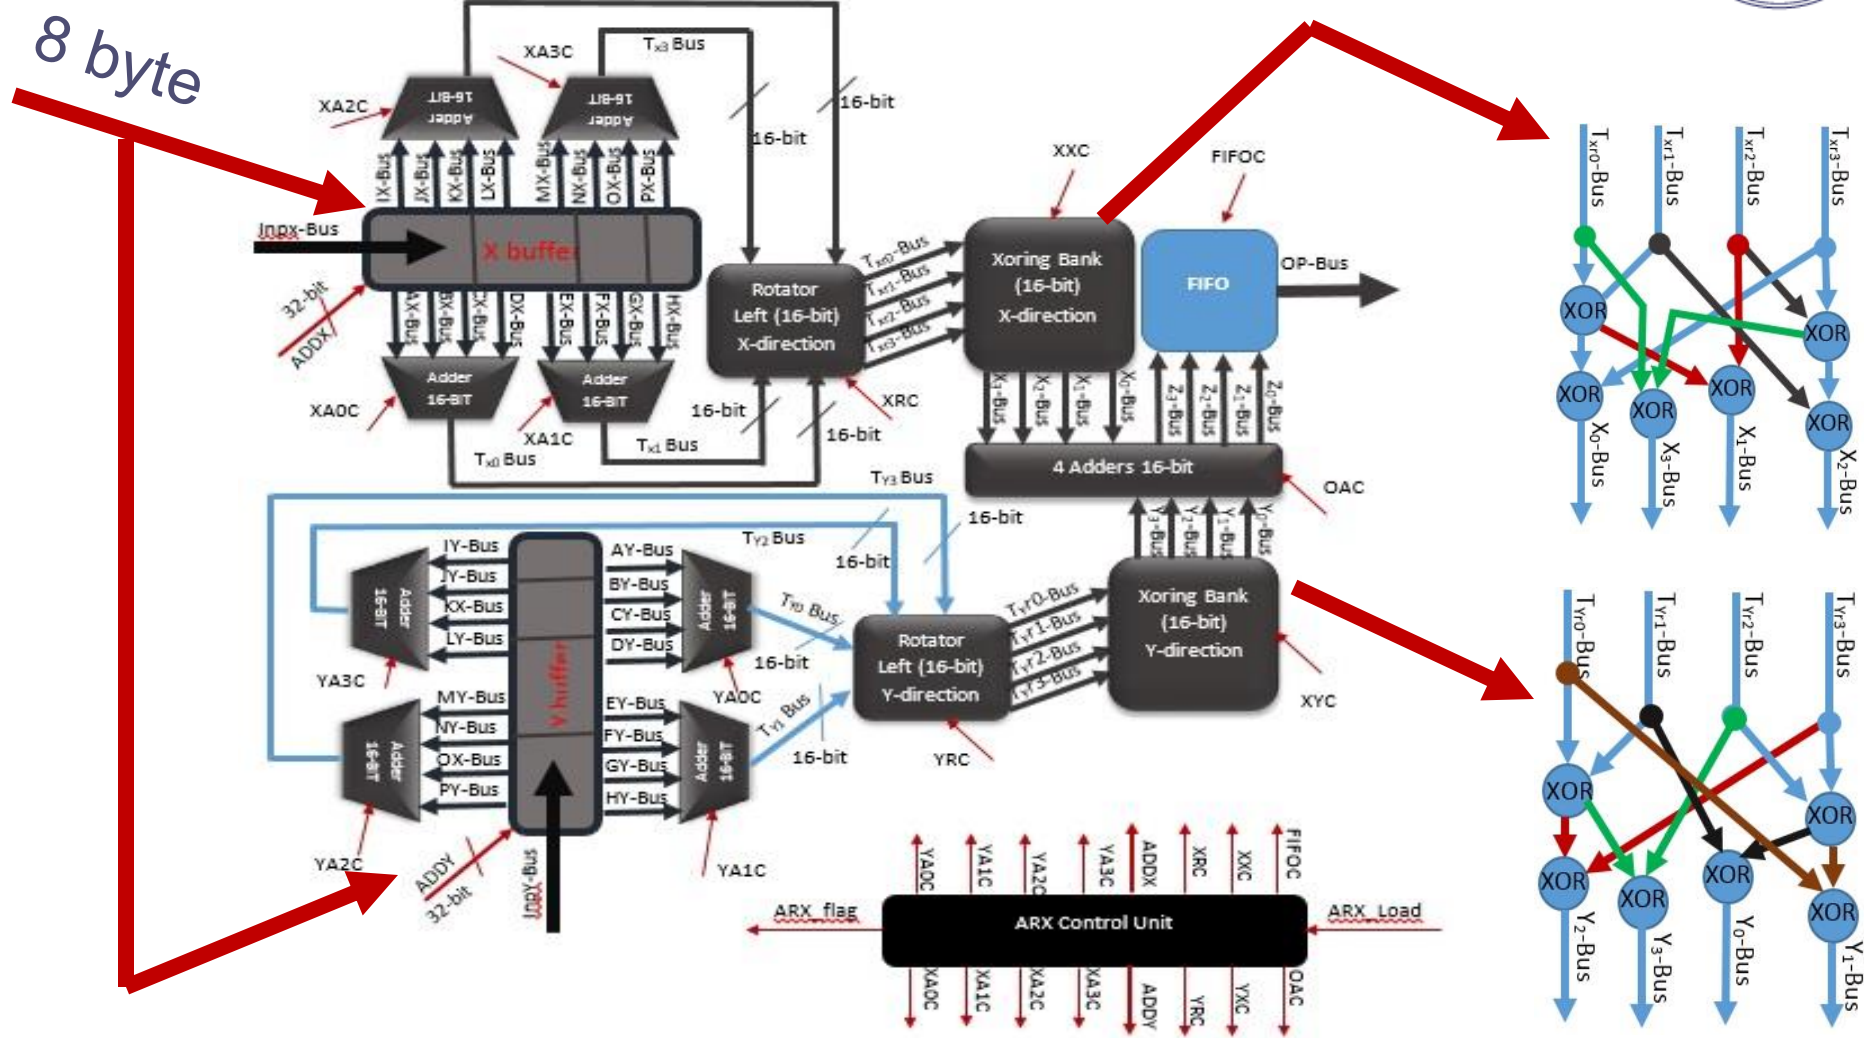 8 byte
XA3C
Tx3 Bus
XA2C
Adder
16-BIT
Adder
16-BIT
16-bit
16-bit
IX-Bus
JX-Bus
KX-Bus
LX-Bus
MX-Bus
NX-Bus
OX-Bus
PX-Bus
Inpx-Bus
X buffer
32-bit
ADDX
AX-Bus
BX-Bus
CX-Bus
DX-Bus
EX-Bus
FX-Bus
GX-Bus
HX-Bus
Adder
16-BIT
Adder
16-BIT
XA0C
XA1C
Tx0 Bus
Tx1 Bus
16-bit
16-bit
Rotator
Left (16-bit)
X-direction
XRC
Txr0-Bus
Txr1-Bus
Txr2-Bus
Txr3-Bus
XXC
Xoring Bank
(16-bit)
X-direction
FIFOC
FIFO
OP-Bus
X3-Bus
X2-Bus
X1-Bus
X0-Bus
Z3-Bus
Z2-Bus
Z1-Bus
Z0-Bus
4 Adders 16-bit
OAC
Y3-Bus
Y2-Bus
Y1-Bus
Y0-Bus
TY3 Bus
16-bit
TY2 Bus
16-bit
IY-Bus
JY-Bus
KX-Bus
LY-Bus
Adder
16-BIT
YA3C
MY-Bus
NY-Bus
OX-Bus
PY-Bus
Adder
16-BIT
YA2C
Y buffer
AY-Bus
BY-Bus
CY-Bus
DY-Bus
Adder
16-BIT
YA0C
EY-Bus
FY-Bus
GY-Bus
HY-Bus
Adder
16-BIT
YA1C
ADDY
32-bit
Inpy-Bus
TY0 Bus
16-bit
TY1 Bus
16-bit
Rotator
Left (16-bit)
Y-direction
YRC
TYr0-Bus
TYr1-Bus
TYr2-Bus
TYr3-Bus
Xoring Bank
(16-bit)
Y-direction
XYC
YA0C
YA1C
YA2C
YA3C
ADDX
XRC
XXC
FIFOC
ARX_flag
ARX Control Unit
ARX_Load
XA0C
XA1C
XA2C
XA3C
ADDY
YRC
YXC
OAC
Txr0-Bus
Txr1-Bus
Txr2-Bus
Txr3-Bus
XOR
XOR
XOR
XOR
XOR
XOR
X0-Bus
X3-Bus
X1-Bus
X2-Bus
TYr0-Bus
TYr1-Bus
TYr2-Bus
TYr3-Bus
XOR
XOR
XOR
XOR
XOR
XOR
Y2-Bus
Y3-Bus
Y0-Bus
Y1-Bus